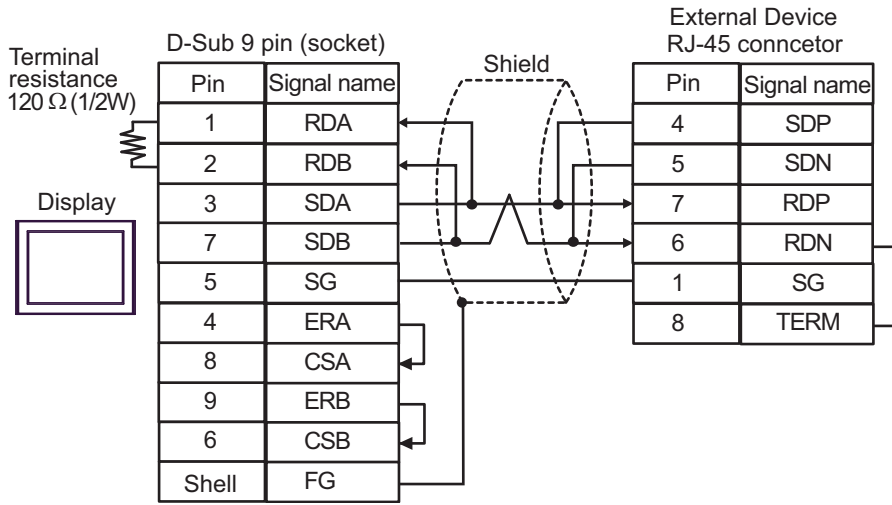 External Device
RJ-45 conncetor
D-Sub 9 pin (socket)
Terminal
resistance
120 Ω (1/2W)
Shield
Display
Pin Signal name
1 RDA
2 RDB
3 SDA
7 SDB
5 SG
4 ERA
8 CSA
9 ERB
6 CSB
Shell FG
Pin Signal name
4 SDP
5 SDN
7 RDP
6 RDN
1 SG
8 TERM